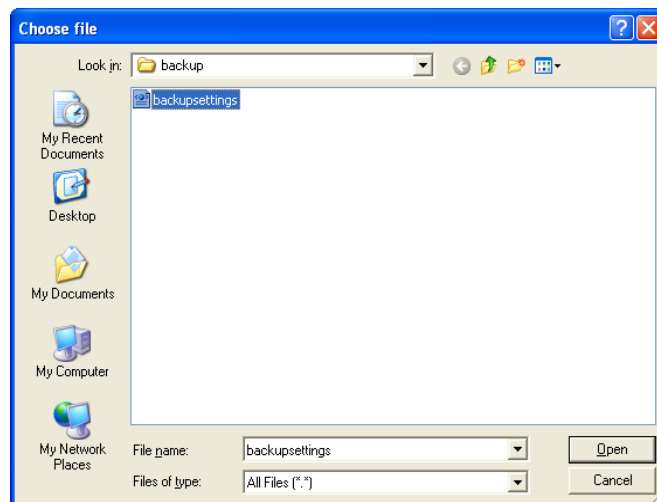 Choose file
Look in: backup
backupsettings
My Recent
Documents
Desktop
My Documents
My Computer
My Network
Places
File name: backupsettings Open
Files of type: All Files (*.*) Cancel